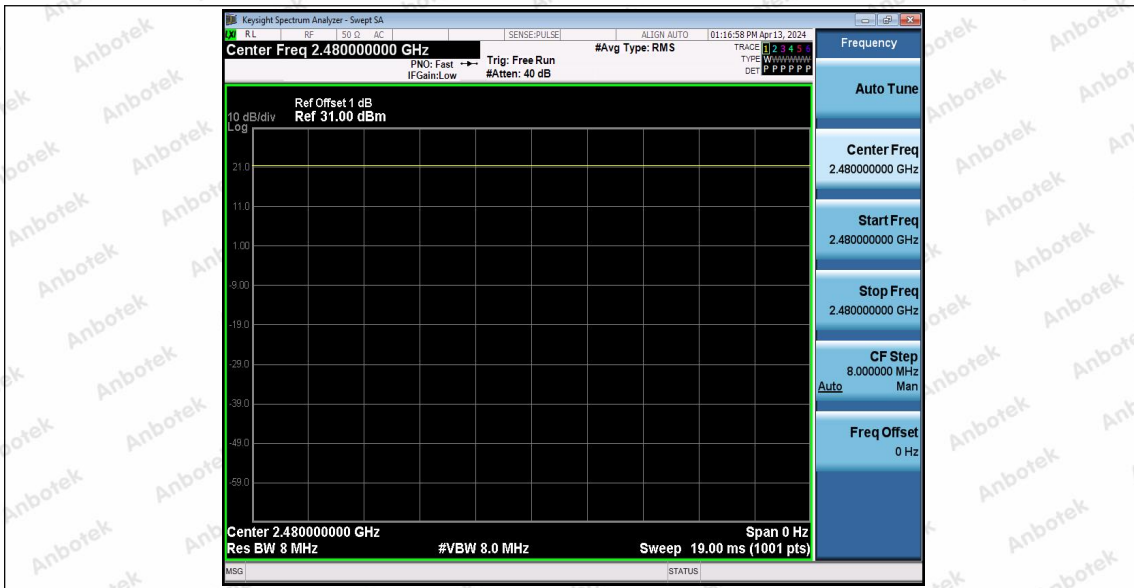 Keysight Spectrum Analyzer - Swept SA
RL RF 50 Ω AC SENSE:PULSE ALIGN AUTO 01:16:58 PM Apr 13, 2024
Center Freq 2.480000000 GHz
PNO: Fast
IFGain:Low
Trig: Free Run
#Atten: 40 dB
#Avg Type: RMS
TRACE 1 2 3 4 5 6
TYPE WWWWWW
DET P P P P P P
Frequency
Auto Tune
Center Freq
2.480000000 GHz
Start Freq
2.480000000 GHz
Stop Freq
2.480000000 GHz
CF Step
8.000000 MHz
Auto Man
Freq Offset
0 Hz
Ref Offset 1 dB
10 dB/div Ref 31.00 dBm
Log
21.0
11.0
1.00
-9.00
-19.0
-29.0
-39.0
-49.0
-59.0
Center 2.480000000 GHz Span 0 Hz
Res BW 8 MHz #VBW 8.0 MHz Sweep 19.00 ms (1001 pts)
MSG STATUS
Anbotek